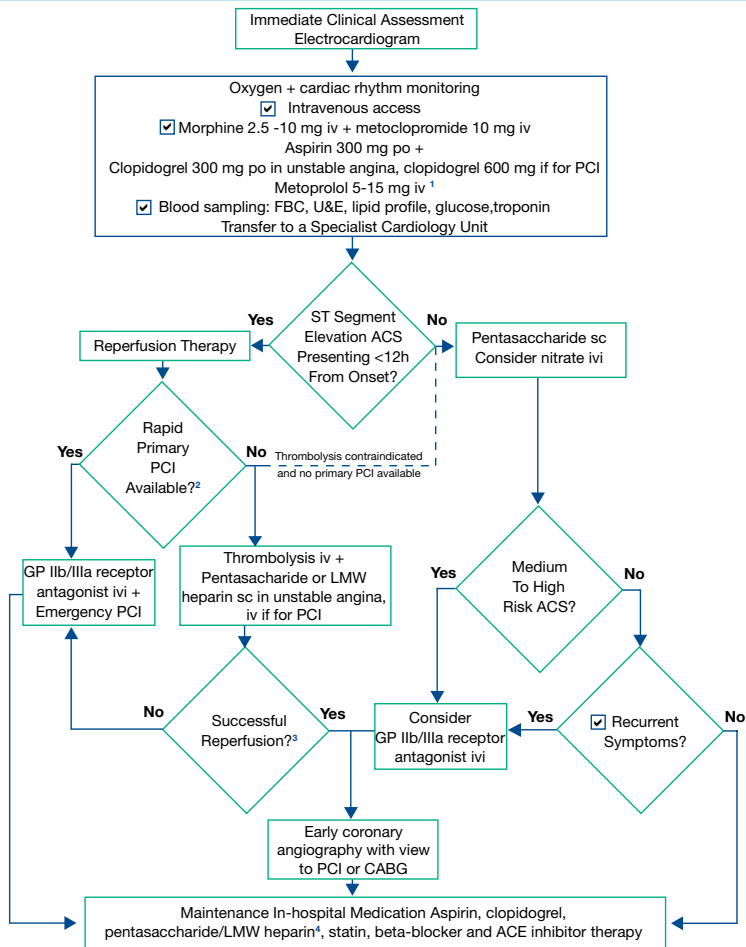 Immediate Clinical Assessment
Electrocardiogram
Oxygen + cardiac rhythm monitoring
Intravenous access
Morphine 2.5 -10 mg iv + metoclopromide 10 mg iv
Aspirin 300 mg po +
Clopidogrel 300 mg po in unstable angina, clopidogrel 600 mg if for PCI
Metoprolol 5-15 mg iv ¹
Blood sampling: FBC, U&E, lipid profile, glucose,troponin
Transfer to a Specialist Cardiology Unit
Yes
ST Segment
Elevation ACS
Presenting <12h
From Onset?
No
Reperfusion Therapy
Pentasaccharide sc
Consider nitrate ivi
Yes
Rapid
Primary
PCI
Available?²
No
Thrombolysis contraindicated
and no primary PCI available
GP IIb/IIIa receptor
antagonist ivi +
Emergency PCI
Thrombolysis iv +
Pentasacharide or LMW
heparin sc in unstable angina,
iv if for PCI
Yes
Medium
To High
Risk ACS?
No
No
Successful
Reperfusion?³
Yes
Consider
GP IIb/IIIa receptor
antagonist ivi
Yes
Recurrent
Symptoms?
No
Early coronary
angiography with view
to PCI or CABG
Maintenance In-hospital Medication Aspirin, clopidogrel,
pentasaccharide/LMW heparin⁴, statin, beta-blocker and ACE inhibitor therapy